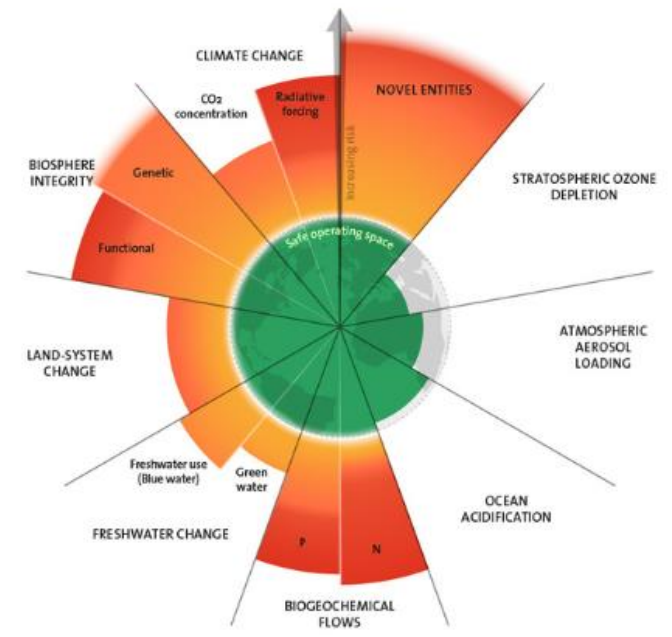 CLIMATE CHANGE
CO2
concentration
Radiative
forcing
NOVEL ENTITIES
Increasing risk
BIOSPHERE
INTEGRITY
Genetic
Functional
STRATOSPHERIC OZONE
DEPLETION
Safe operating space
ATMOSPHERIC
AEROSOL
LOADING
LAND-SYSTEM
CHANGE
Freshwater use
(Blue water)
Green
water
OCEAN
ACIDIFICATION
FRESHWATER CHANGE
P
N
BIOGEOCHEMICAL
FLOWS